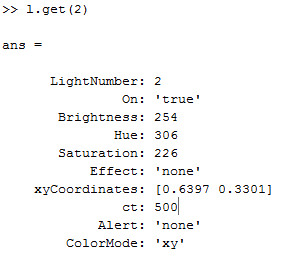 >> l.get(2)
ans =
LightNumber: 2
On: 'true'
Brightness: 254
Hue: 306
Saturation: 226
Effect: 'none'
xyCoordinates: [0.6397 0.3301]
ct: 500
Alert: 'none'
ColorMode: 'xy'